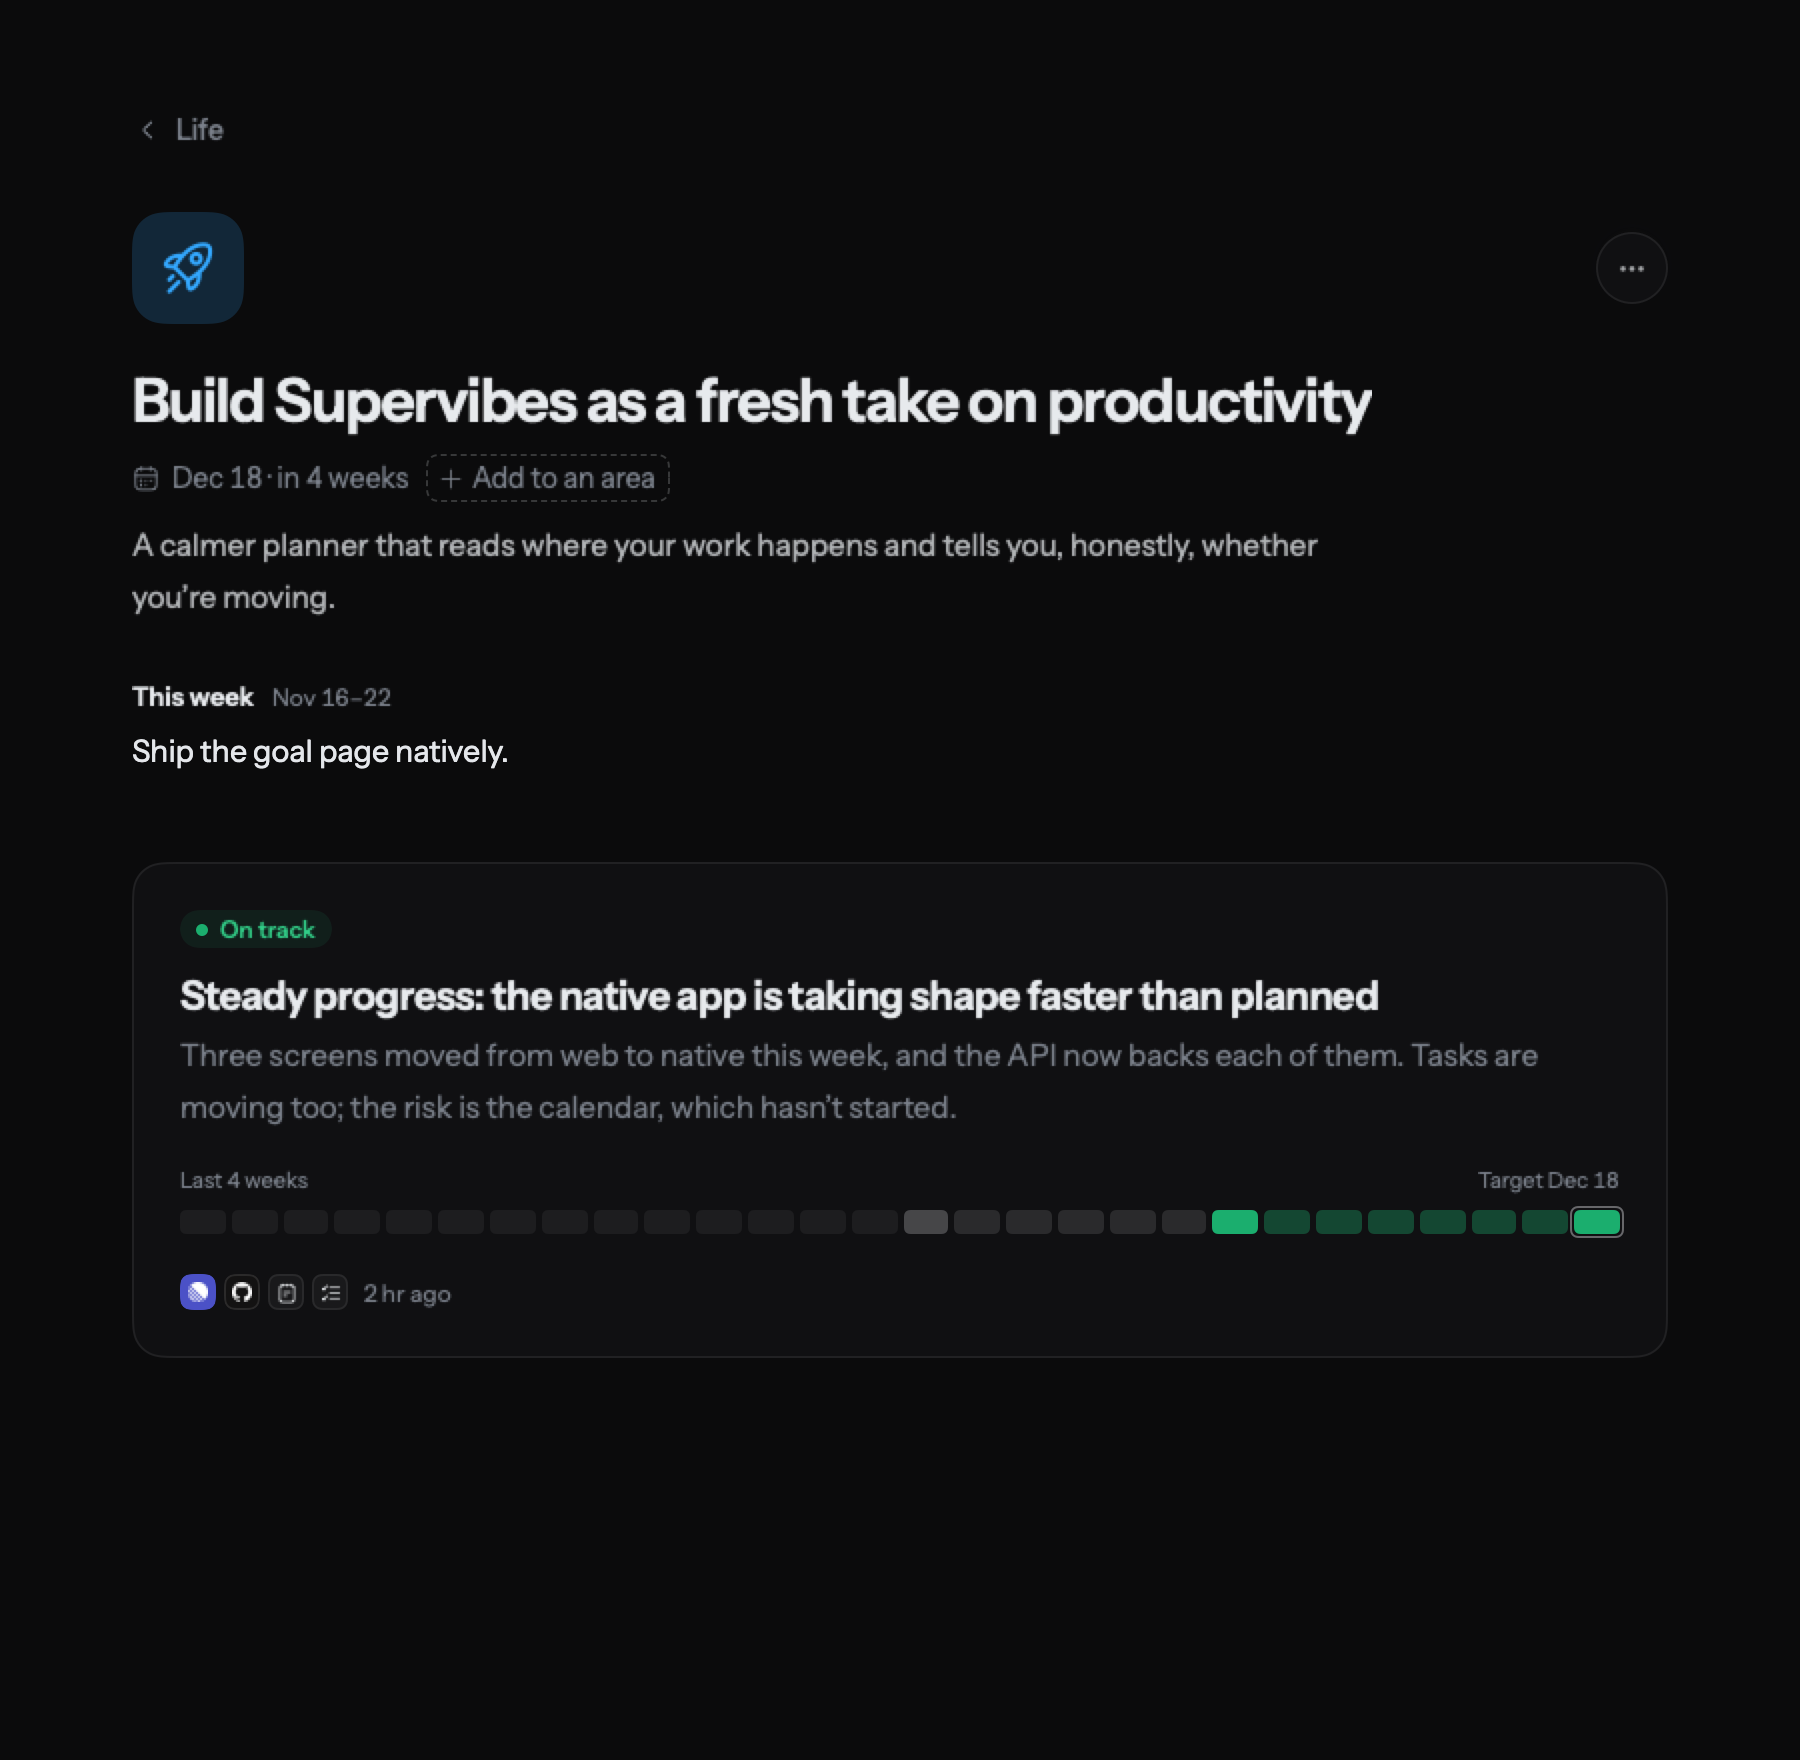 Life
Build Supervibes as a fresh take on productivity
Dec 18 · in 4 weeks + Add to an area
A calmer planner that reads where your work happens and tells you, honestly, whether
you’re moving.
This week Nov 16–22
Ship the goal page natively.
On track
Steady progress: the native app is taking shape faster than planned
Three screens moved from web to native this week, and the API now backs each of them. Tasks are
moving too; the risk is the calendar, which hasn’t started.
Last 4 weeks Target Dec 18
2 hr ago